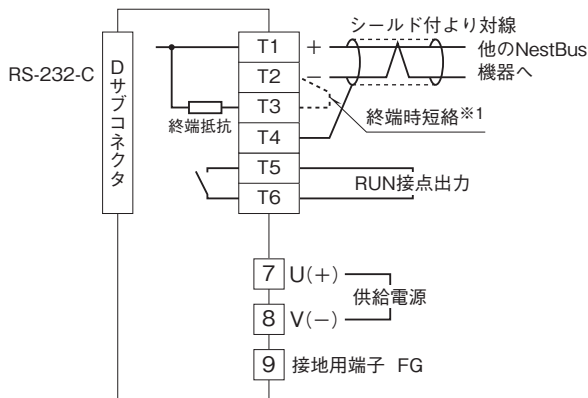 シールド付より対線
RS-232-C
Dサブコネクタ
T1
+
他のNestBus
機器へ
T2
−
T3
終端抵抗
終端時短絡※1
T4
T5
RUN接点出力
T6
7 U(+)
供給電源
8 V(−)
9 接地用端子 FG